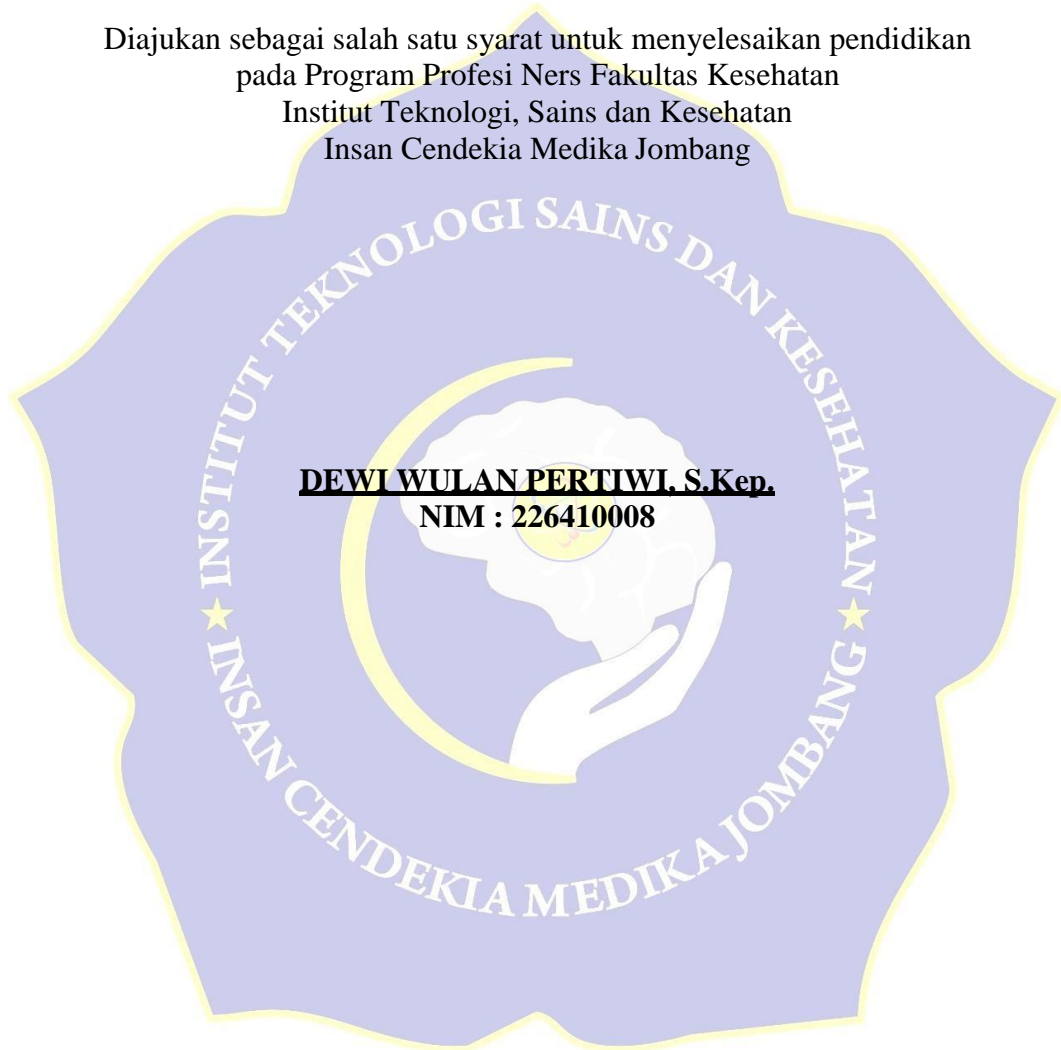 Diajukan sebagai salah satu syarat untuk menyelesaikan pendidikan
pada Program Profesi Ners Fakultas Kesehatan
Institut Teknologi, Sains dan Kesehatan
Insan Cendekia Medika Jombang
INSTITUT TEKNOLOGI SAINS DAN KESEHATAN
DEWI WULAN PERTIWI, S.Kep.
NIM : 226410008
INSAN CENDEKIA MEDIKA JOMBANG